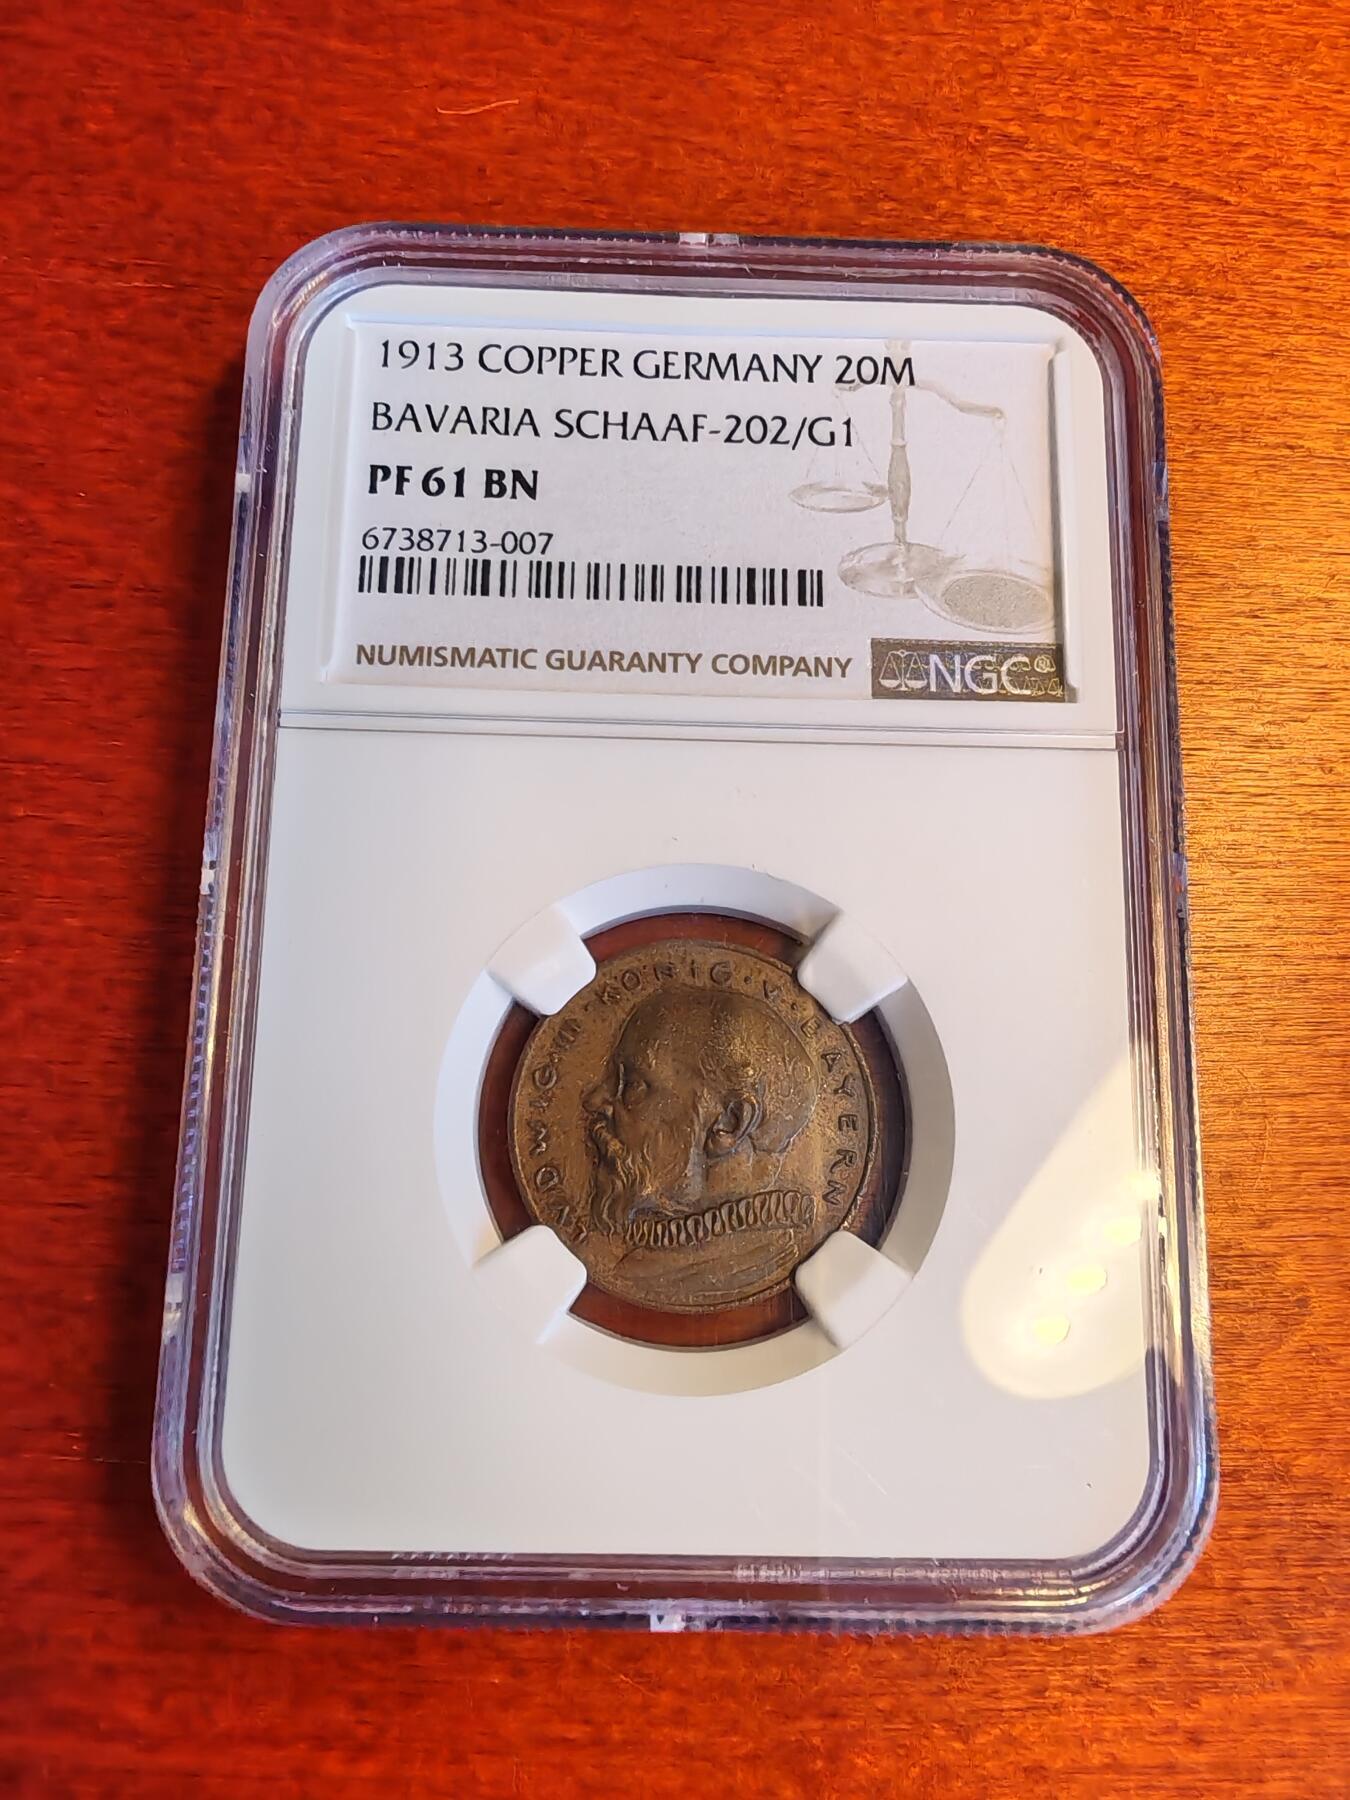 1913 COPPER GERMANY 20M
BAVARIA SCHAAF-202/G1
PF 61 BN
6738713-007
NUMISMATIC GUARANTY COMPANY
NGC®
LVDWIG·III·KÖNIG·V·BAYERN